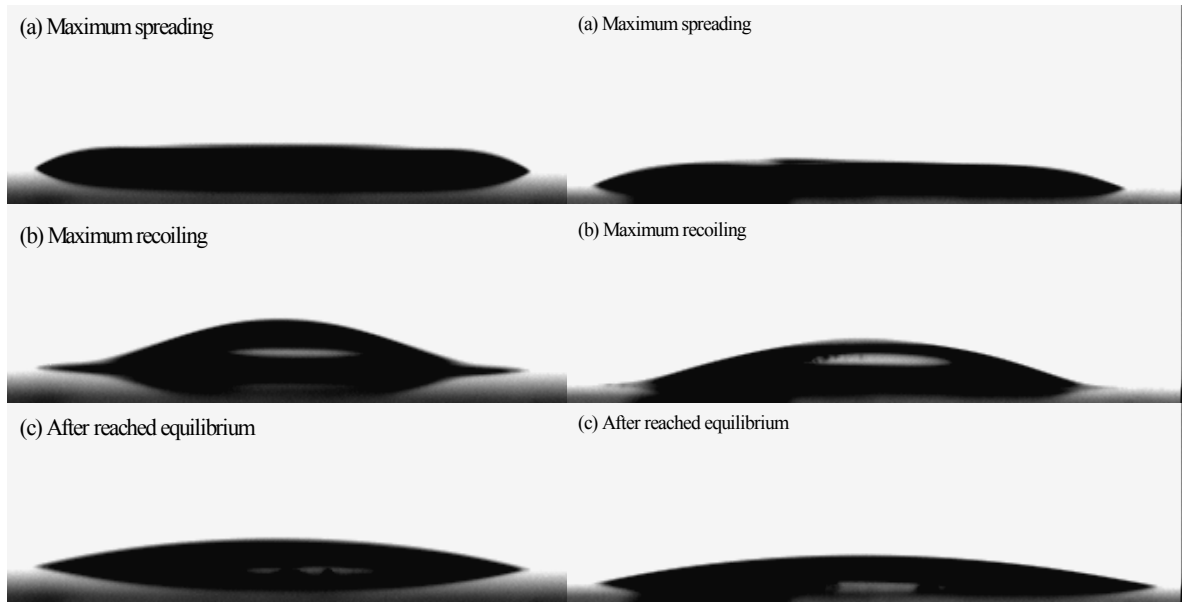 (a) Maximum spreading
(a) Maximum spreading
(b) Maximum recoiling
(b) Maximum recoiling
(c) After reached equilibrium
(c) After reached equilibrium